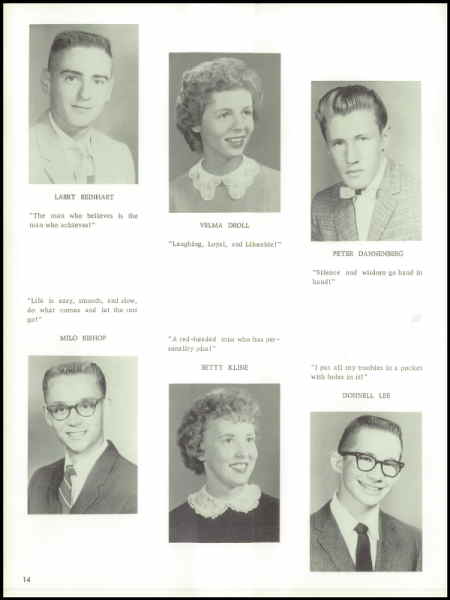 LARRY REINHART
"The man who believes is the
man who achieves!"
VELMA DROLL
"Laughing, Loyal, and Likeable!"
PETER DANNENBERG
"Silence and wisdom go hand in
hand!"
"Life is easy, smooth, and slow,
do what comes and let the rest
go!"
MILO BISHOP
"A red-headed miss who has per-
sonality plus!"
BETTY KLINE
"I put all my troubles in a pocket
with holes in it!"
DONNELL LEE
14